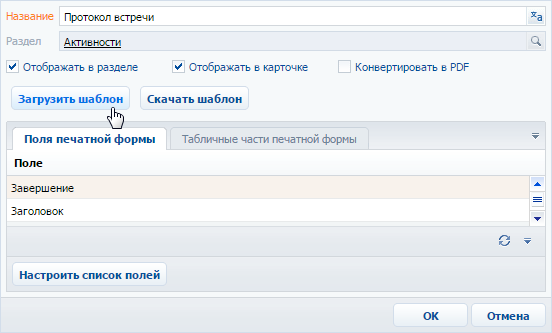 Название Протокол встречи
Раздел Активности
Отображать в разделе Отображать в карточке Конвертировать в PDF
Загрузить шаблон Скачать шаблон
Поля печатной формы Табличные части печатной формы
Поле
Завершение
Заголовок
Настроить список полей
ОК Отмена